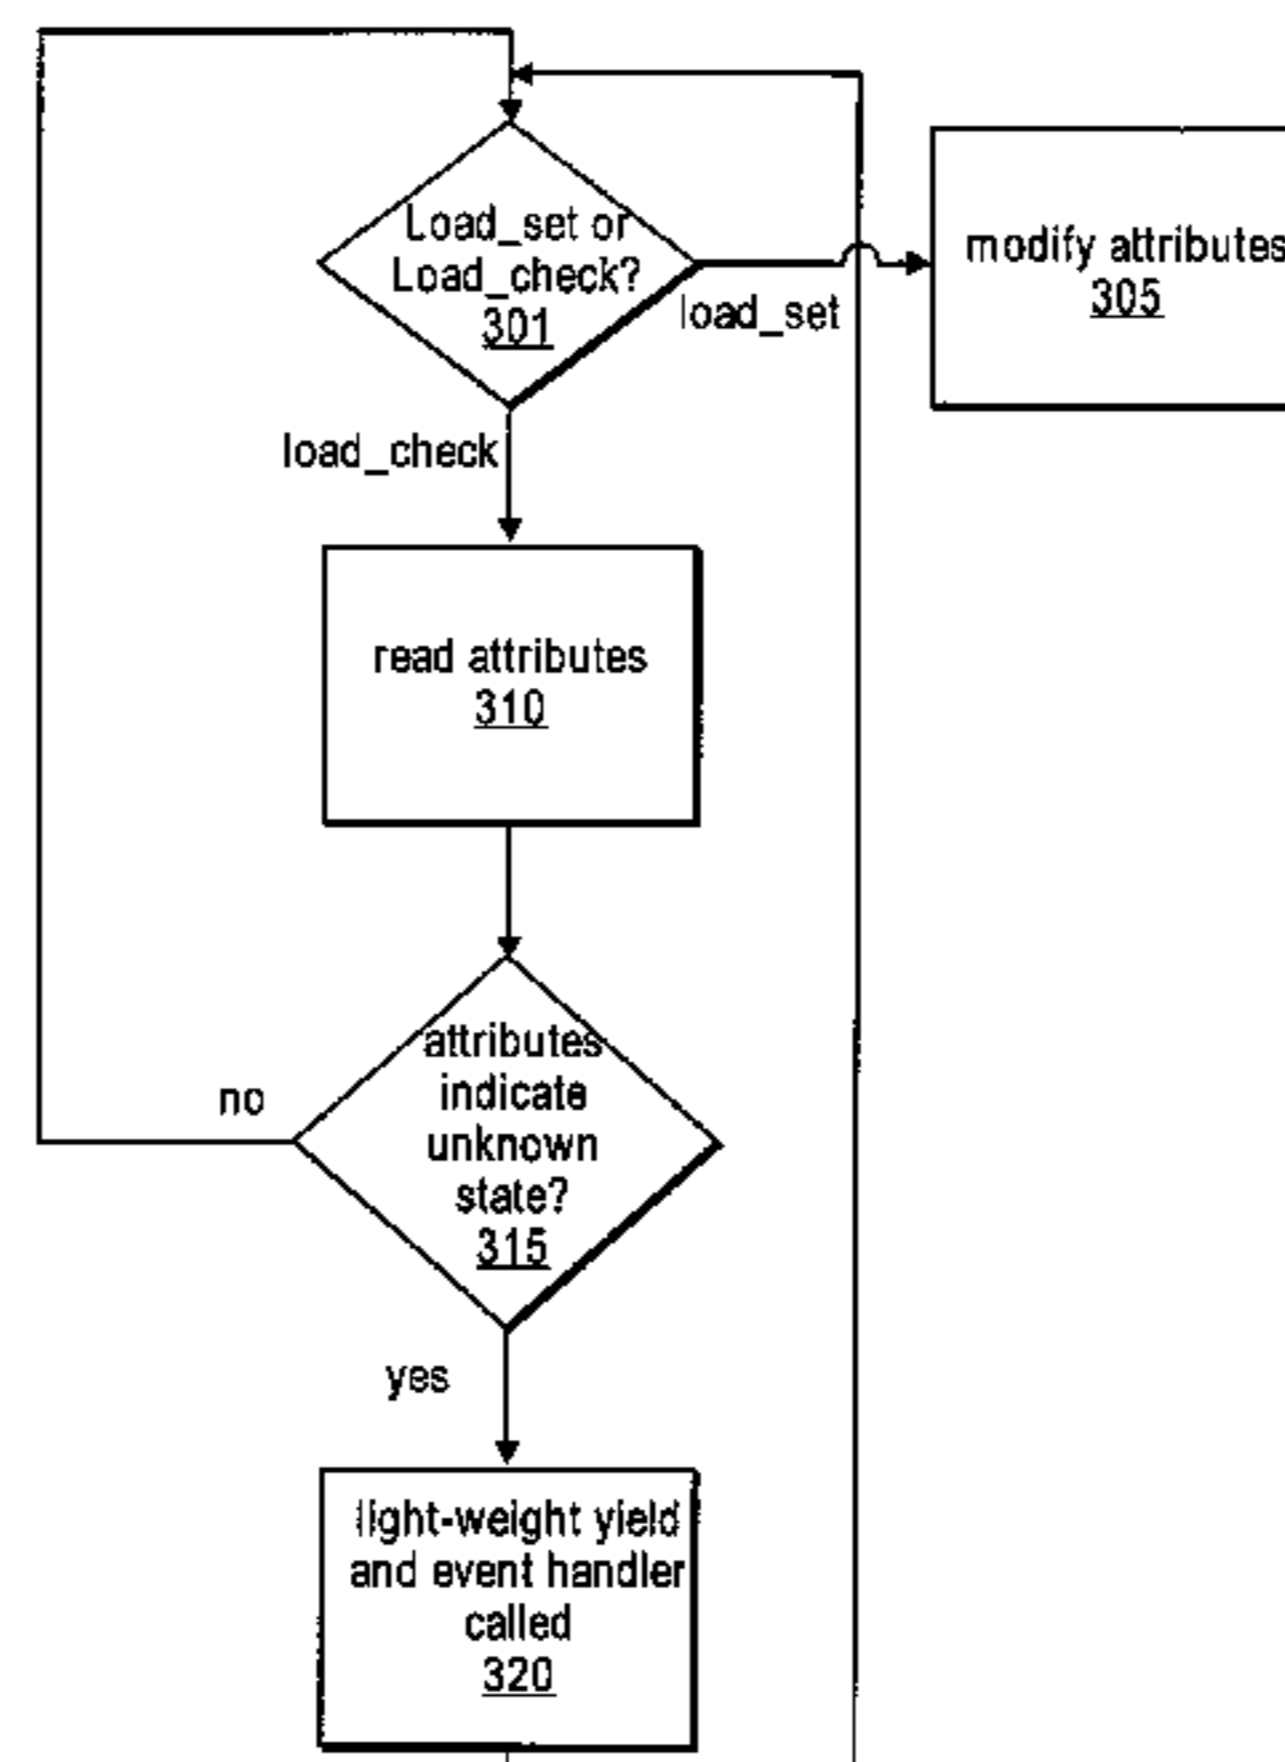 Load_set or
Load_check?
301
load_set
modify attributes
305
load_check
read attributes
310
attributes
indicate
unknown
state?
315
no
yes
light-weight yield
and event handler
called
320